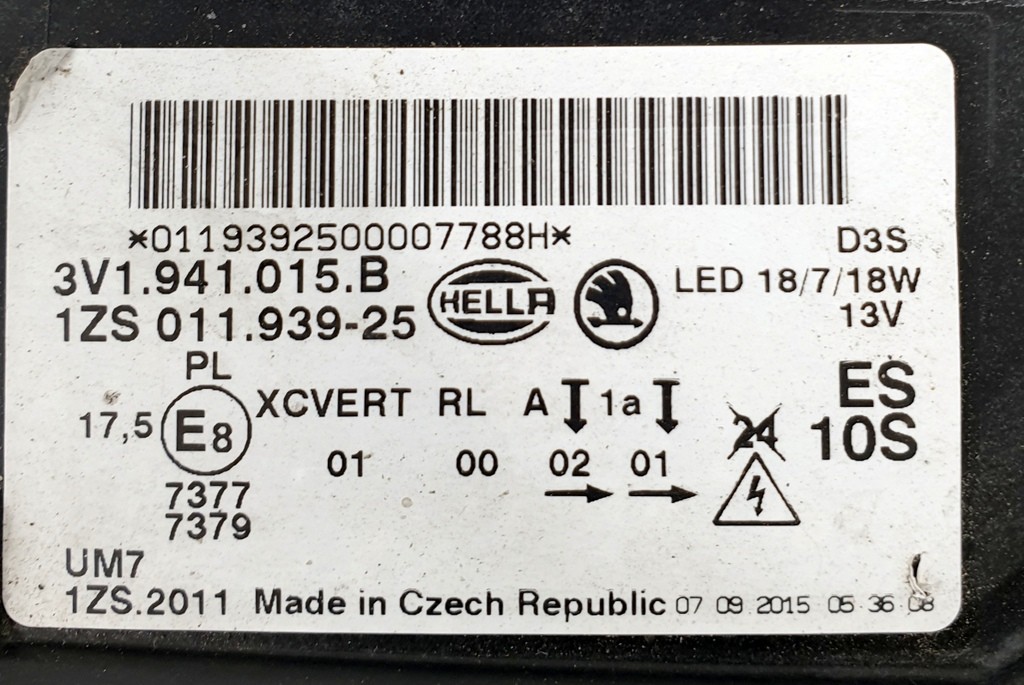 *01193925000007788H*
D3S
3V1.941.015.B
HELLA
LED 18/7/18W
1ZS 011.939-25
13V
PL
ES
17,5 E8 XCVERT RL A 1a
24 10S
01 00 02 01
7377
7379
UM7
1ZS.2011 Made in Czech Republic 07 09 2015 05 36 08